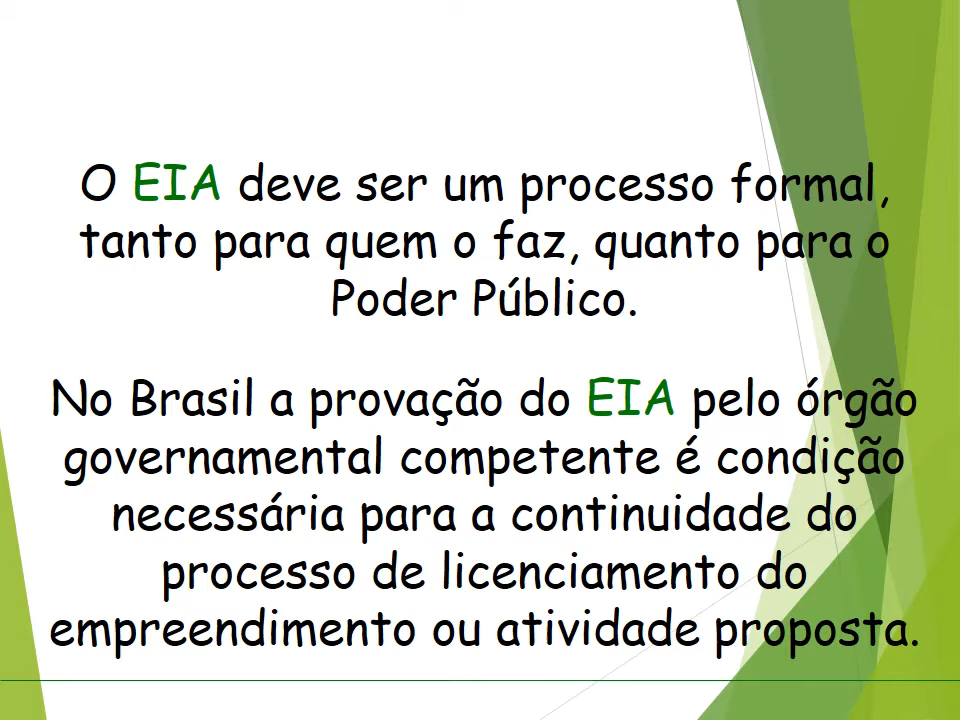 O EIA deve ser um processo formal,
tanto para quem o faz, quanto para o
Poder Público.
No Brasil a provação do EIA pelo órgão
governamental competente é condição
necessária para a continuidade do
processo de licenciamento do
empreendimento ou atividade proposta.